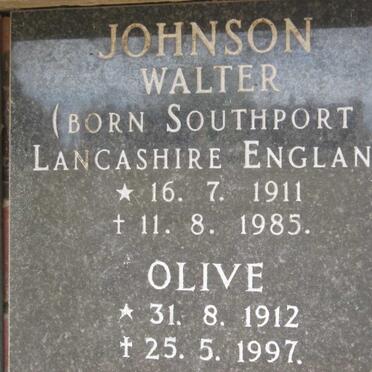 JOHNSON
WALTER
(BORN SOUTHPORT
LANCASHIRE ENGLAN
★ 16. 7. 1911
† 11. 8. 1985.
OLIVE
★ 31. 8. 1912
† 25. 5. 1997.